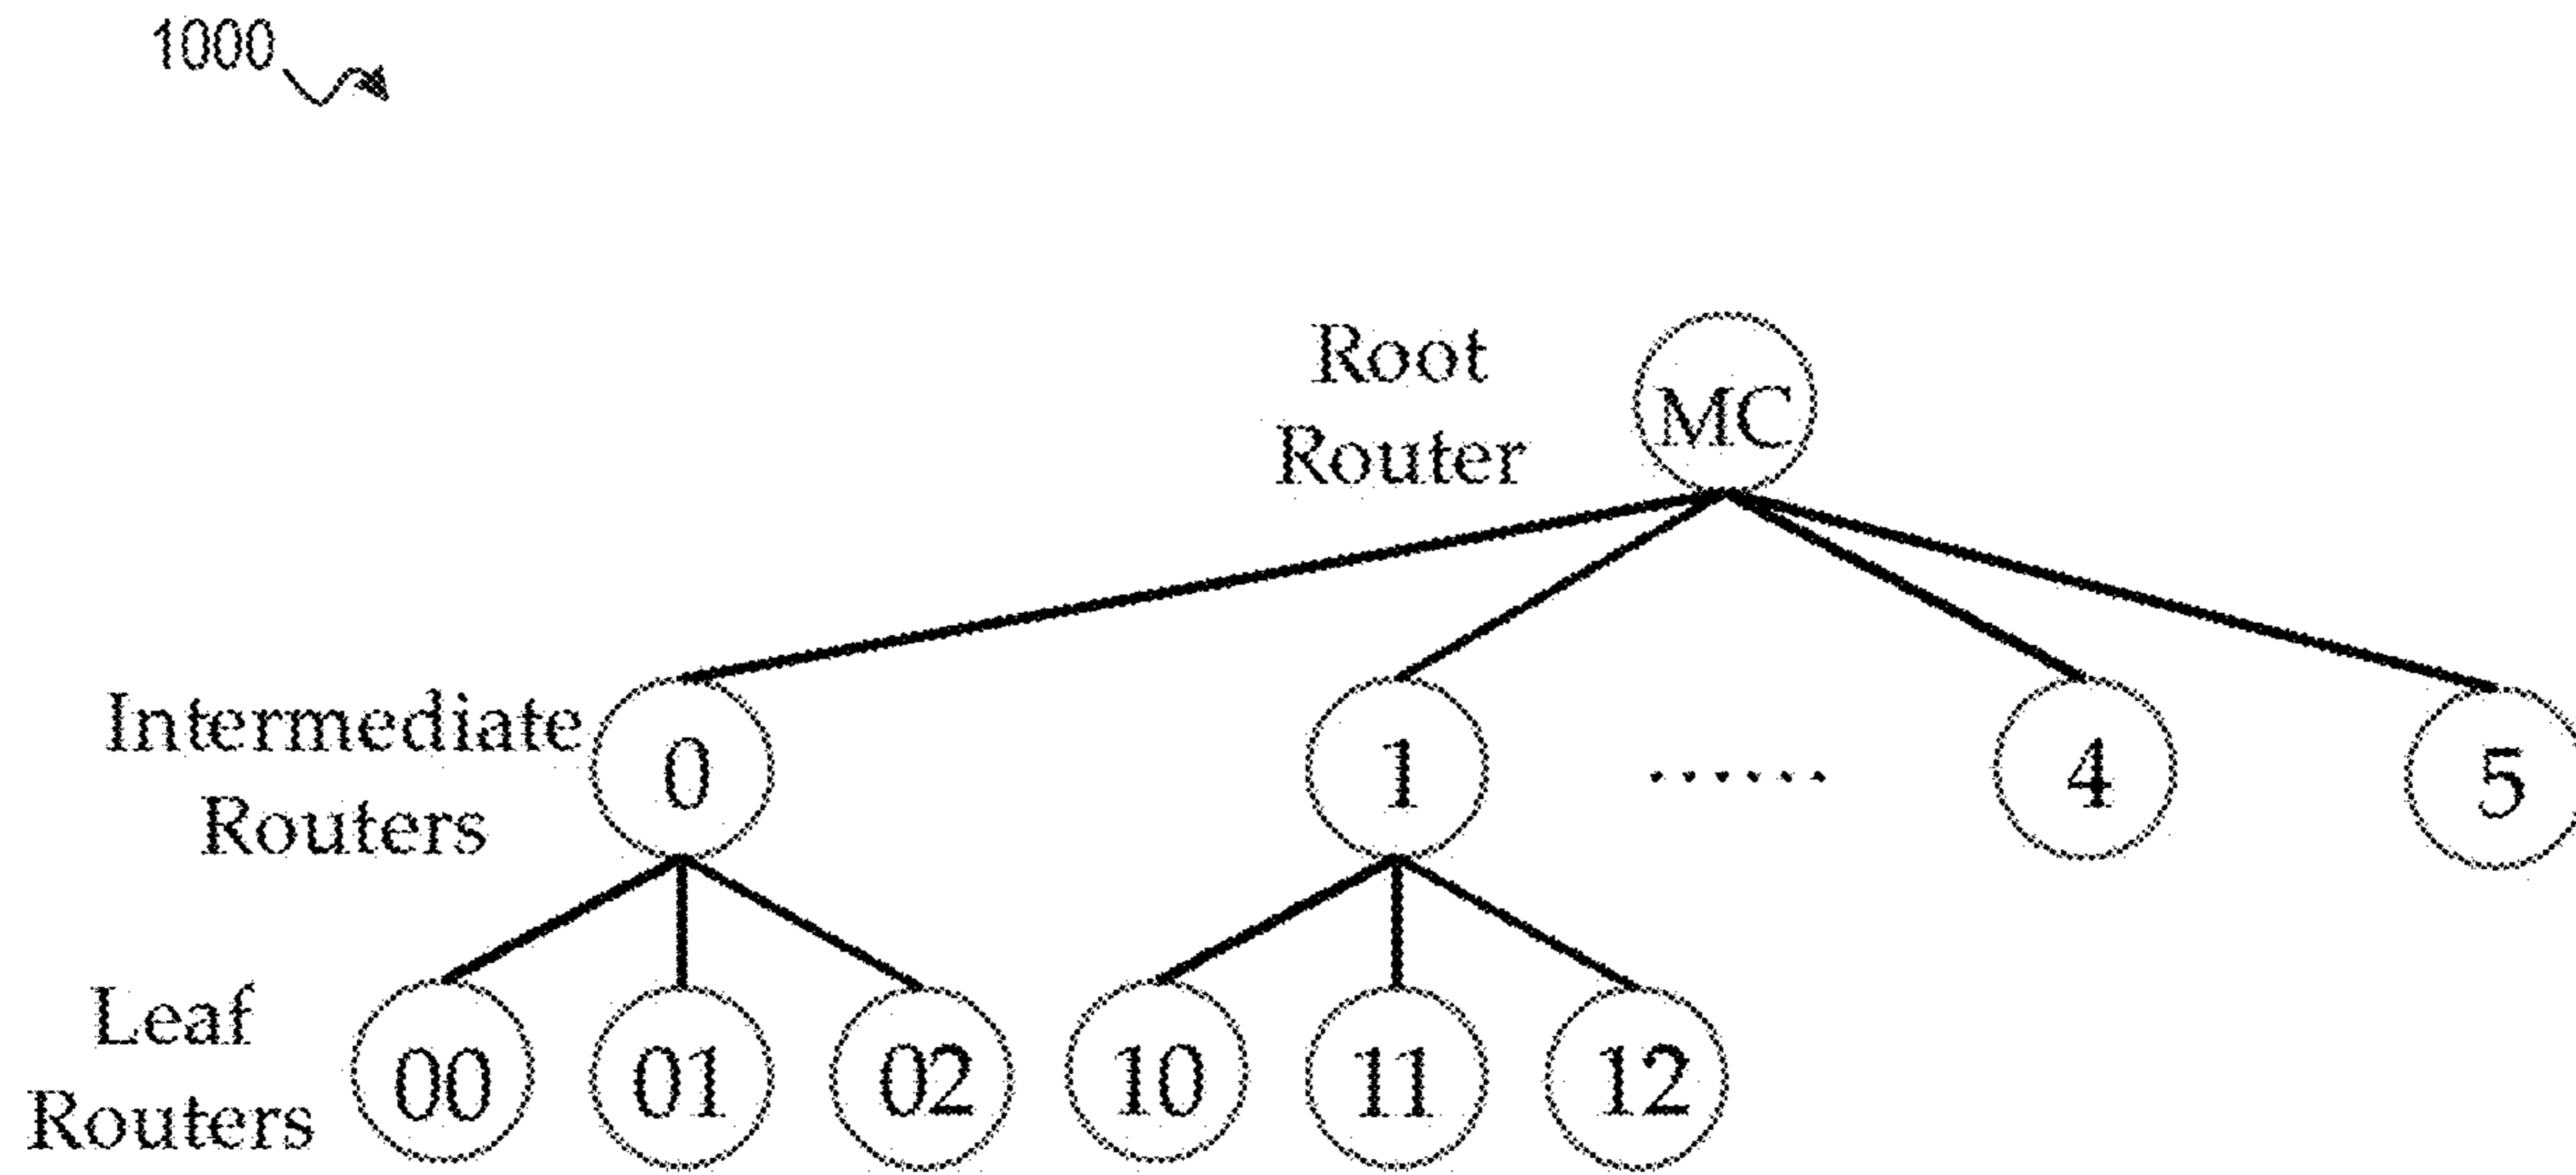 1000
Root
Router
MC
Intermediate
Routers
0
1
......
4
5
Leaf
Routers
00
01
02
10
11
12